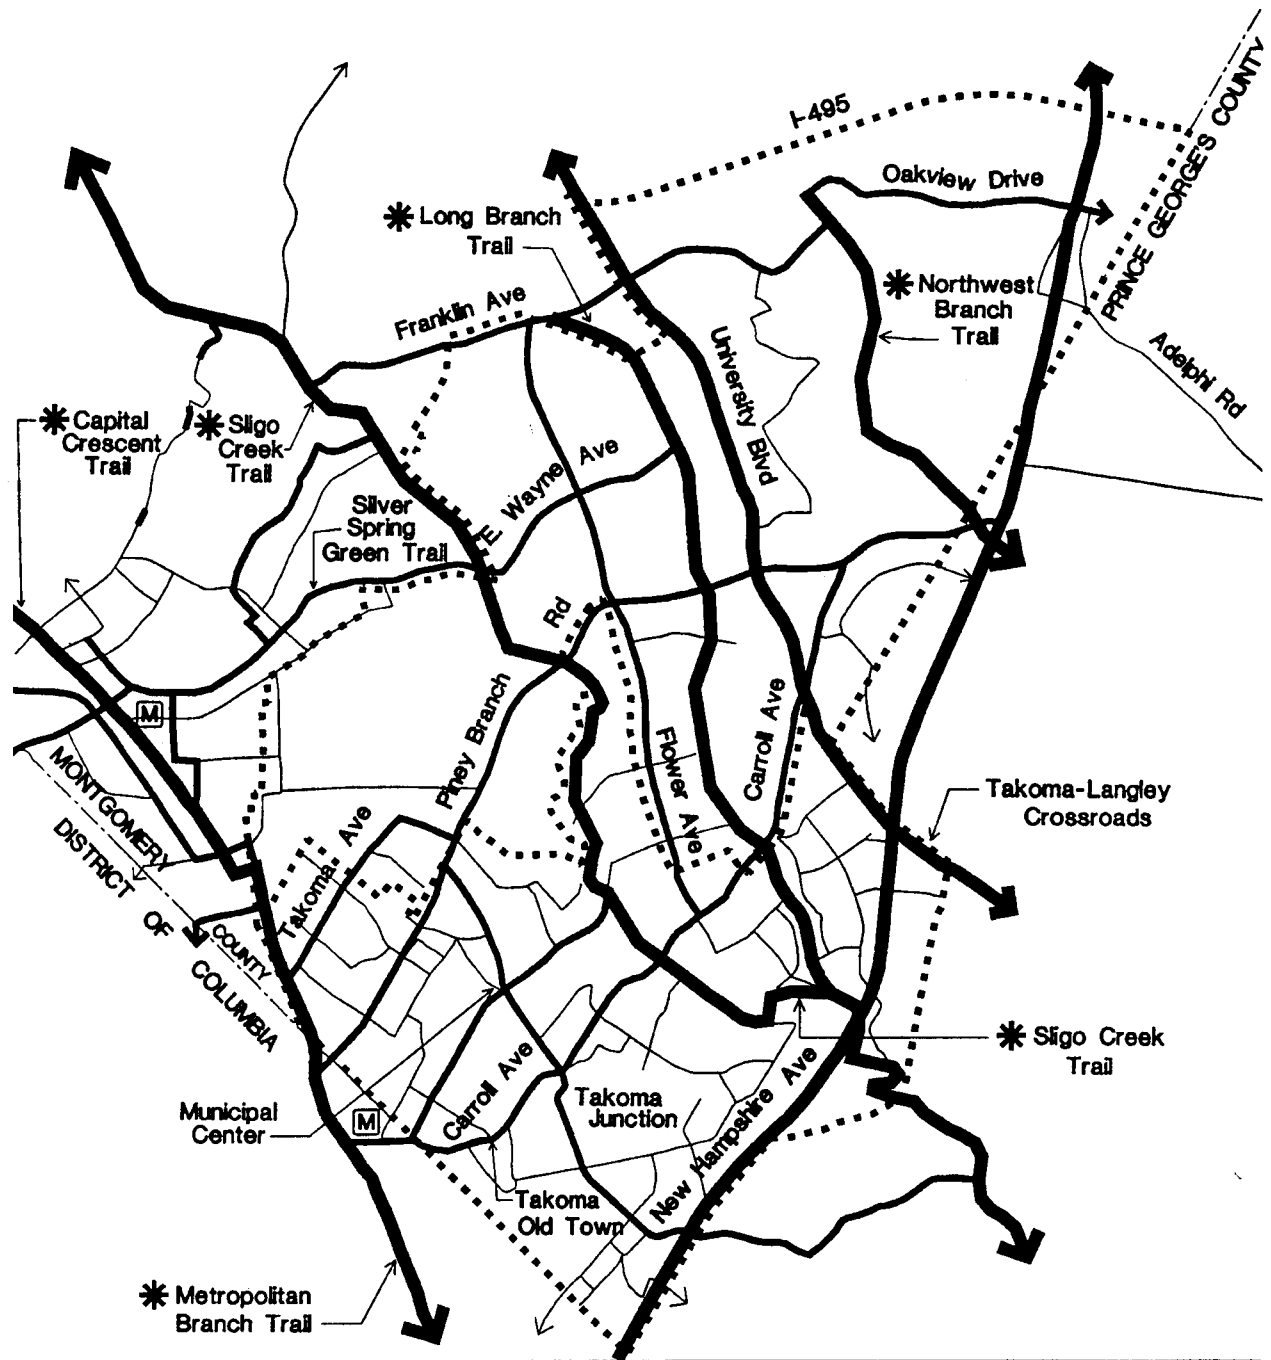 I-495
PRINCE GEORGE'S COUNTY
Oakview Drive
Long Branch
Trail
Northwest
Branch
Trail
Franklin Ave
University Blvd
Adelphi Rd
Capital
Crescent
Trail
Sligo
Creek
Trail
E Wayne Ave
Silver
Spring
Green Trail
Piney Branch Rd
M
Carroll Ave
Flower Ave
MONTGOMERY COUNTY
DISTRICT OF COLUMBIA
Takoma Ave
Takoma-Langley
Crossroads
Sligo Creek
Trail
Carroll Ave
Takoma
Junction
Municipal
Center
M
New Hampshire Ave
Takoma
Old Town
Metropolitan
Branch Trail